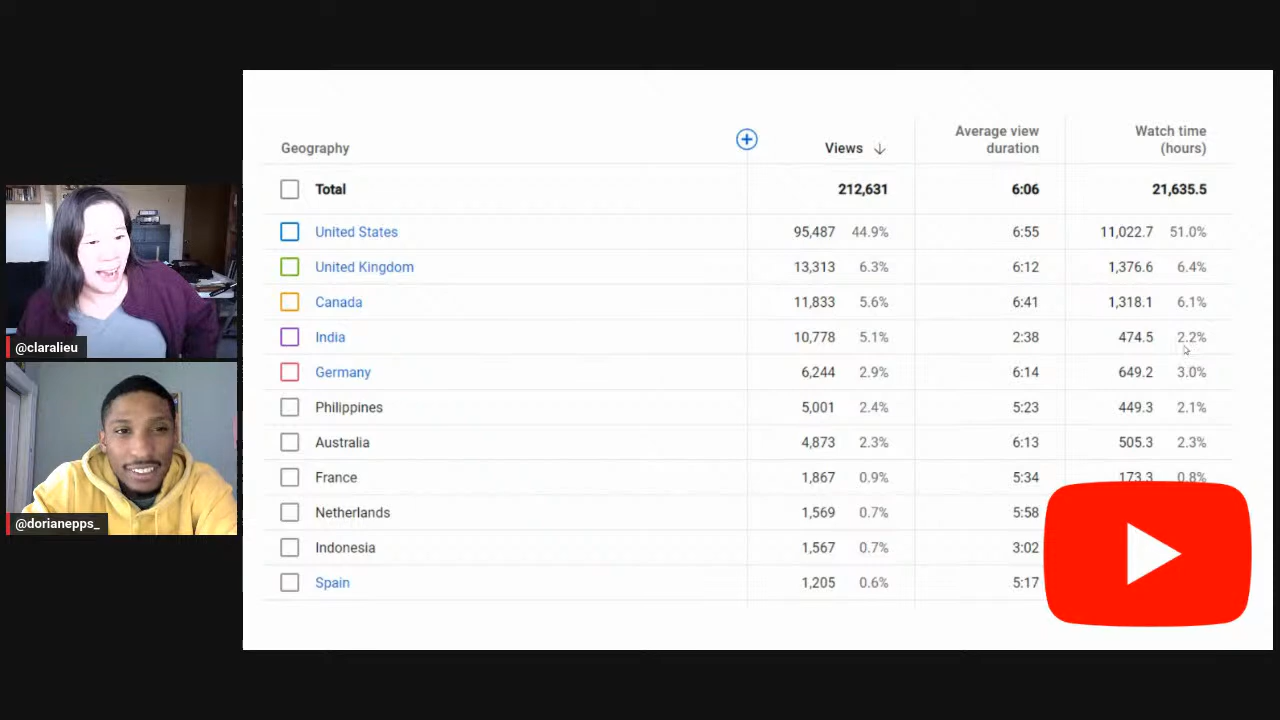 Geography Views Average view duration Watch time (hours)
Total 212,631 6:06 21,635.5
United States 95,487 44.9% 6:55 11,022.7 51.0%
United Kingdom 13,313 6.3% 6:12 1,376.6 6.4%
Canada 11,833 5.6% 6:41 1,318.1 6.1%
India 10,778 5.1% 2:38 474.5 2.2%
Germany 6,244 2.9% 6:14 649.2 3.0%
Philippines 5,001 2.4% 5:23 449.3 2.1%
Australia 4,873 2.3% 6:13 505.3 2.3%
France 1,867 0.9% 5:34 173.3 0.8%
Netherlands 1,569 0.7% 5:58
Indonesia 1,567 0.7% 3:02
Spain 1,205 0.6% 5:17
@claralieu
@dorianepps_